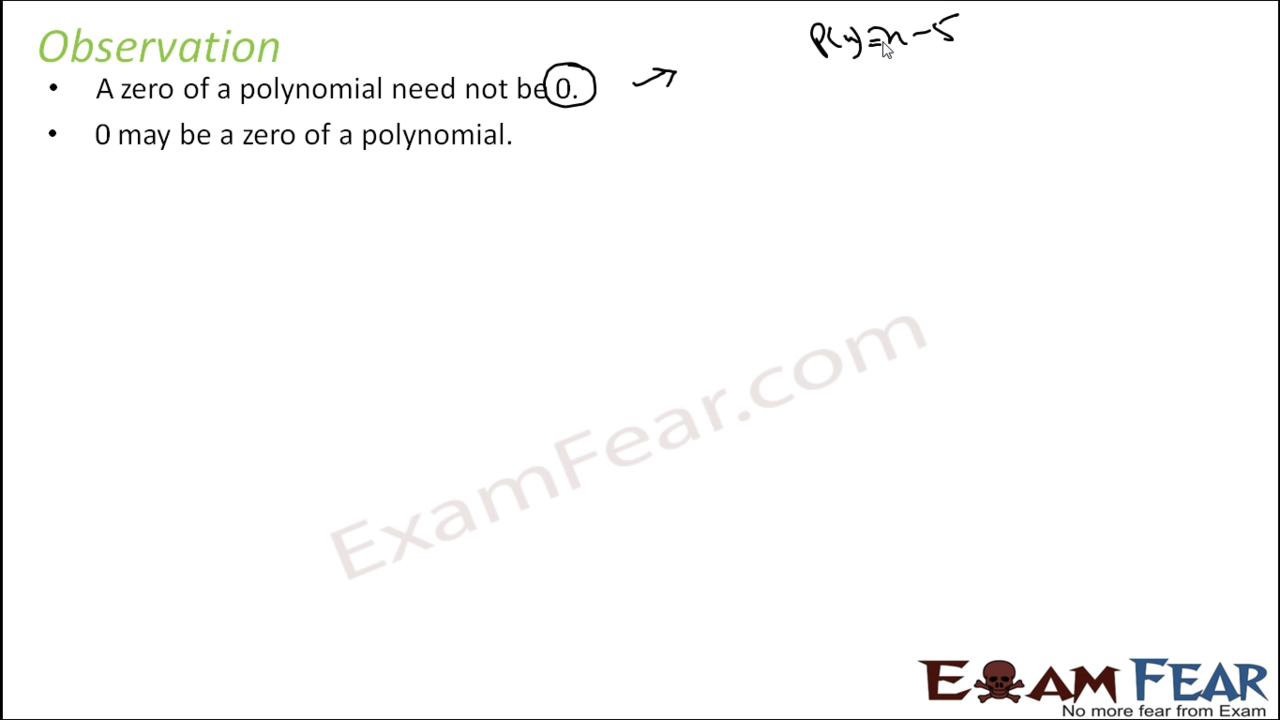 P(x)=x-5
Observation
• A zero of a polynomial need not be 0.
• 0 may be a zero of a polynomial.
ExamFear.com
EXAM FEAR
No more fear from Exam